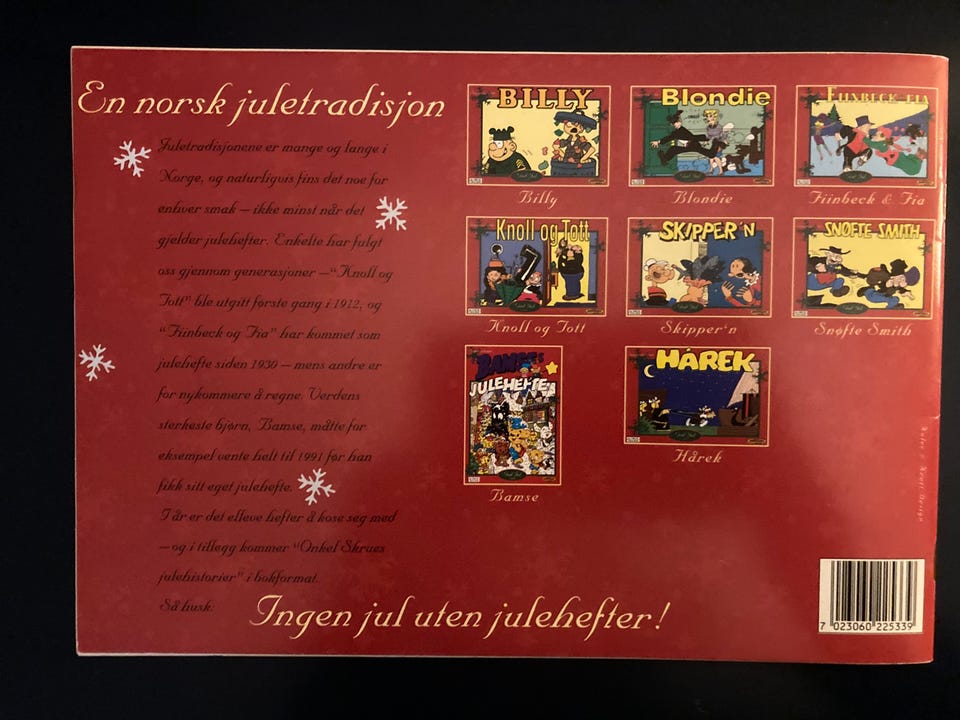 En norsk juletradisjon
Juletradisjonene er mange og lange i
Norge, og naturligvis fins det noe for
enhver smak – ikke minst når det
gjelder julehefter. Enkelte har fulgt
oss gjennom generasjoner – "Knoll og
Tott" ble utgitt første gang i 1912, og
"Fiinbeck og Fia" har kommet som
julehefte siden 1930 – mens andre er
for nykommere å regne. Verdens
sterkeste bjørn, Bamse, måtte for
eksempel vente helt til 1991 før han
fikk sitt eget julehefte.
I år er det elleve hefter å kose seg med
– og i tillegg kommer "Onkel Skrues
julehistorier" i bokformat.
Så husk:
Ingen jul uten julehefter!
BILLY
Billy
Blondie
Blondie
FIINBECK FIA
Fiinbeck & Fia
Knoll og Tott
Knoll og Tott
SKIPPER'N
Skipper'n
SNØFTE SMITH
Snøfte Smith
BAMSEs
JULEHEFTE
Bamse
HÅREK
Hårek
7 023060 225339